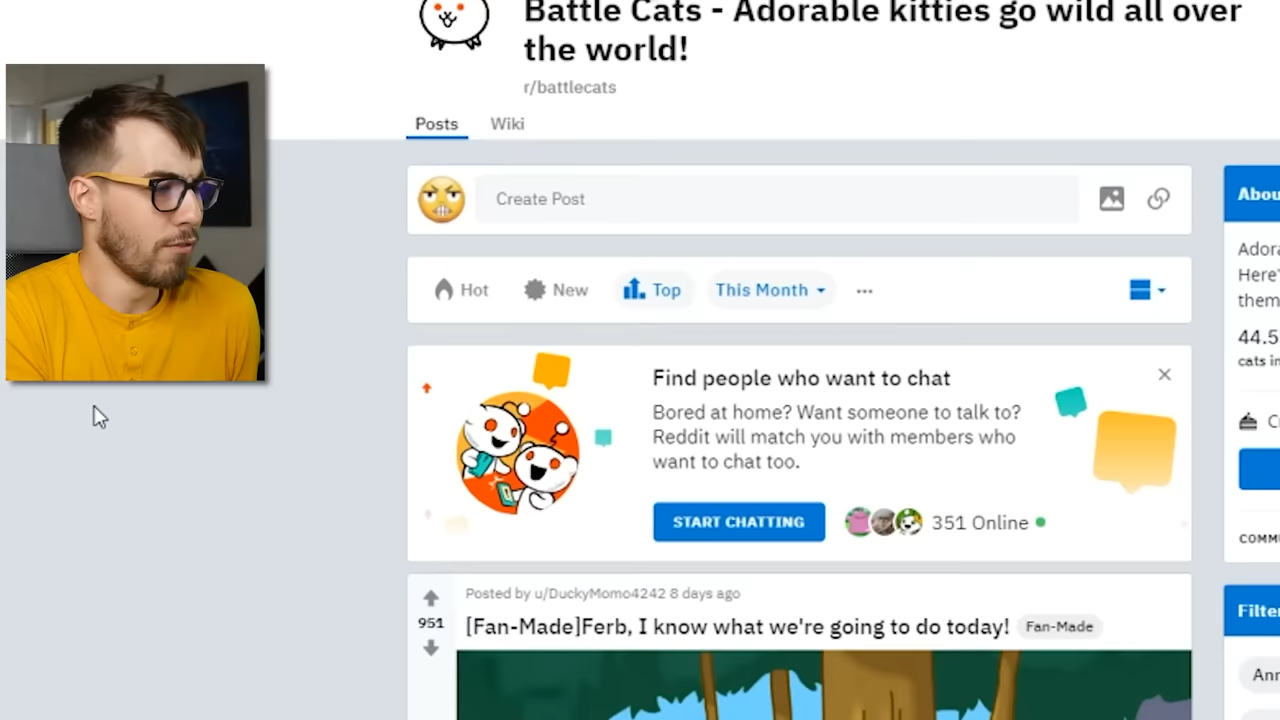 Battle Cats - Adorable kitties go wild all over
the world!
r/battlecats
Posts Wiki
Create Post
Hot New Top This Month ...
Find people who want to chat
Bored at home? Want someone to talk to?
Reddit will match you with members who
want to chat too.
START CHATTING 351 Online
Posted by u/DuckyMomo4242 8 days ago
951
[Fan-Made]Ferb, I know what we're going to do today! Fan-Made
Abou
Adora
Here'
them
44.5
cats in
C
COMMU
Filte
Ann